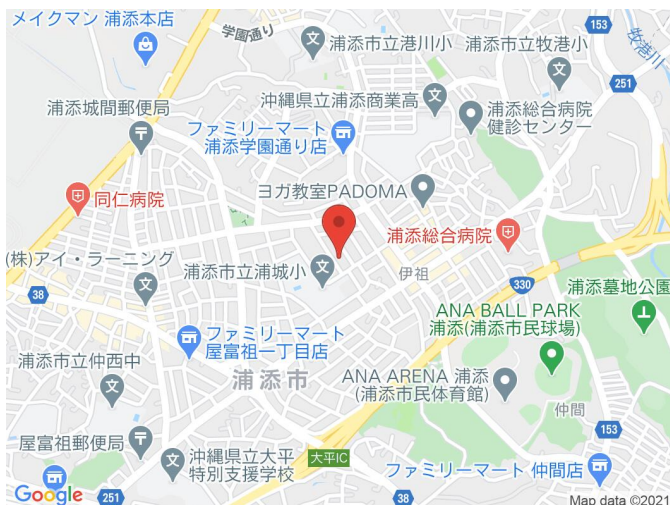 メイクマン 浦添本店
学園通り
浦添市立港川小
153
浦添市立牧港小
牧港川
251
浦添城間郵便局
沖縄県立浦添商業高
浦添総合病院
健診センター
ファミリーマート
浦添学園通り店
同仁病院
ヨガ教室PADOMA
浦添総合病院
(株)アイ・ラーニング
浦添市立浦城小
伊祖
330
浦添墓地公園
38
ANA BALL PARK
浦添(浦添市民球場)
ファミリーマート
屋富祖一丁目店
浦添市立仲西中
浦添市
ANA ARENA 浦添
(浦添市民体育館)
仲間
153
屋富祖郵便局
沖縄県立大平
特別支援学校
大平IC
ファミリーマート 仲間店
Google
251
38
Map data ©2021